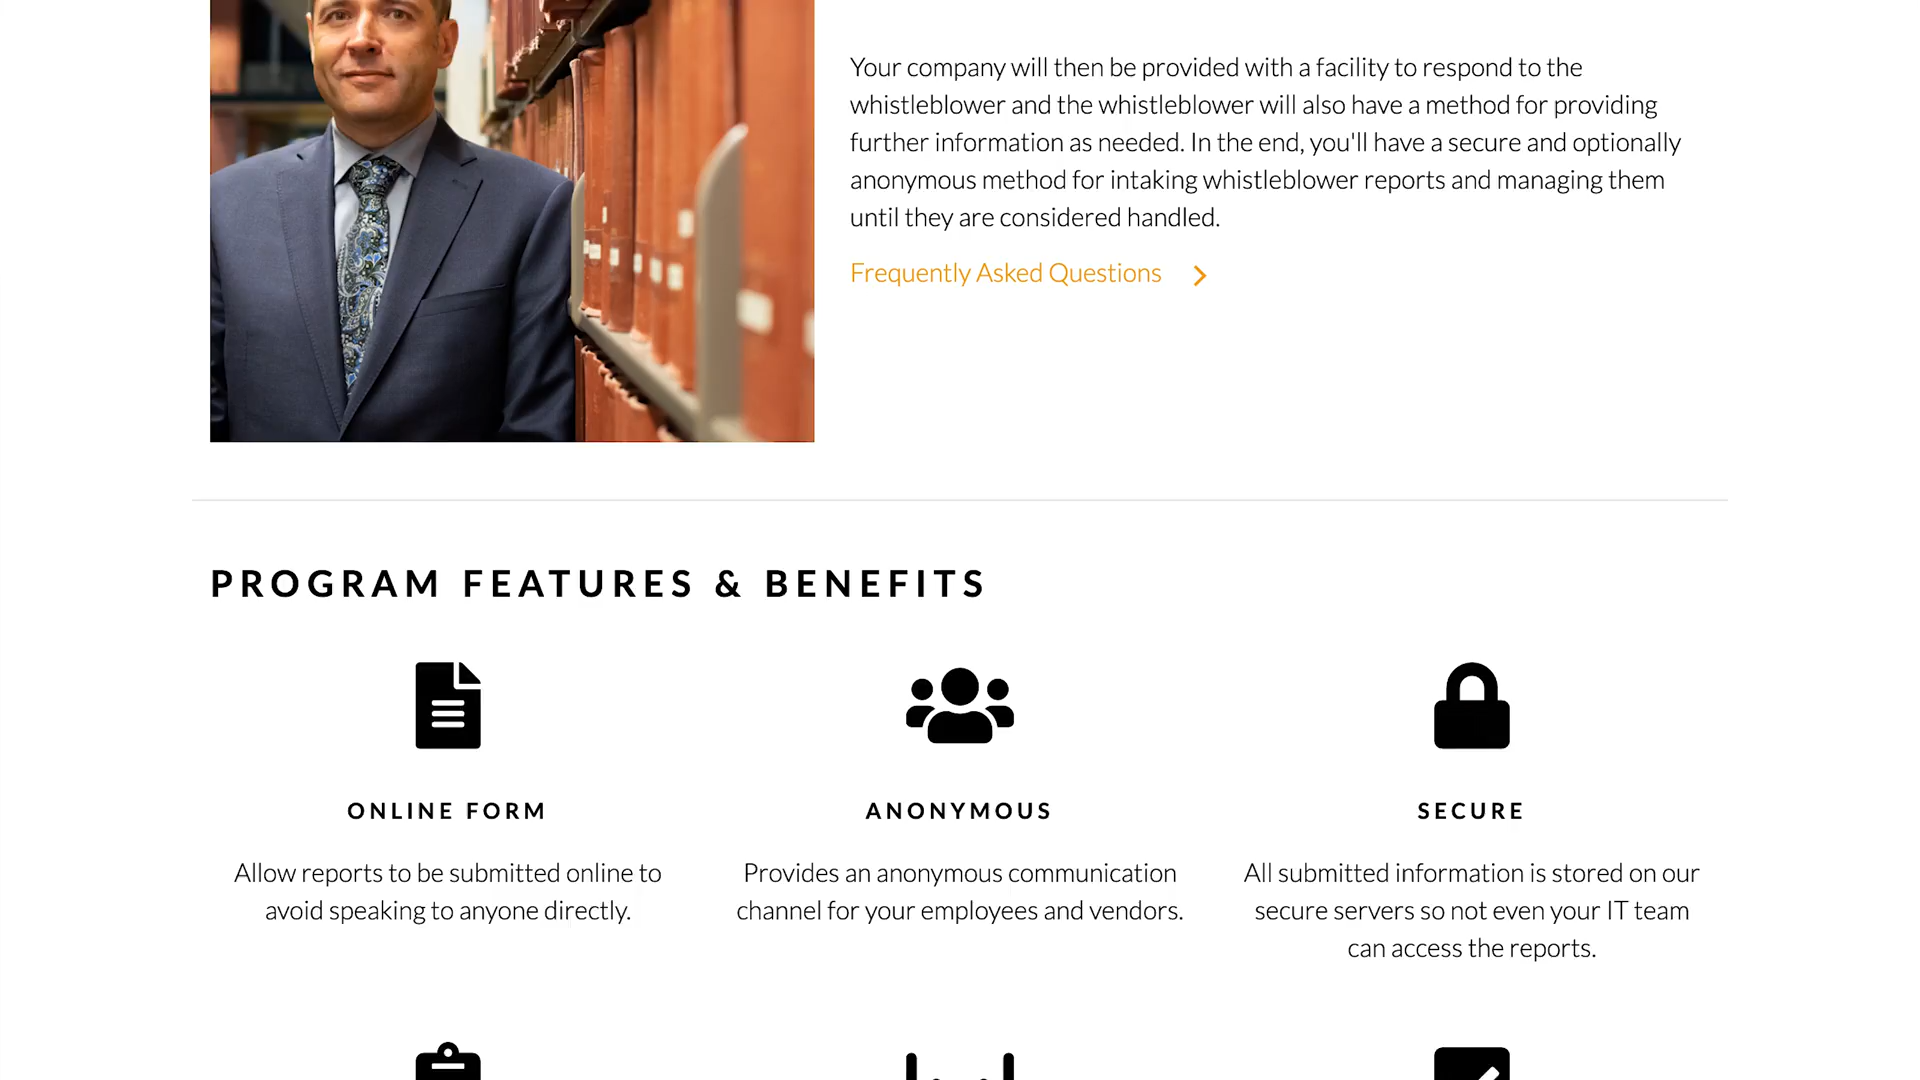 Your company will then be provided with a facility to respond to the
whistleblower and the whistleblower will also have a method for providing
further information as needed. In the end, you'll have a secure and optionally
anonymous method for intaking whistleblower reports and managing them
until they are considered handled.
Frequently Asked Questions
PROGRAM FEATURES & BENEFITS
ONLINE FORM
Allow reports to be submitted online to
avoid speaking to anyone directly.
ANONYMOUS
Provides an anonymous communication
channel for your employees and vendors.
SECURE
All submitted information is stored on our
secure servers so not even your IT team
can access the reports.